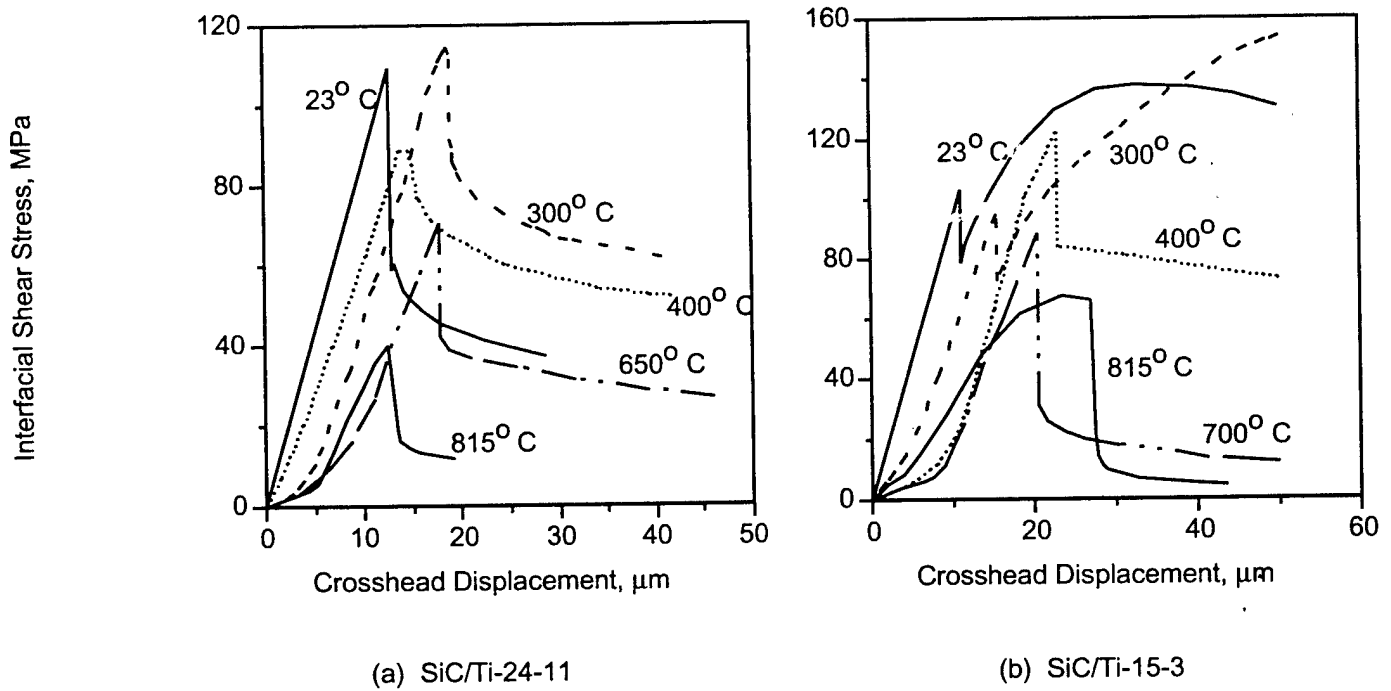 Interfacial Shear Stress, MPa
120
80
40
0
0 10 20 30 40 50
23° C
300° C
400° C
650° C
815° C
Crosshead Displacement, μm
(a) SiC/Ti-24-11
160
120
80
40
0
0 20 40 60
23° C
300° C
400° C
815° C
700° C
Crosshead Displacement, μm
(b) SiC/Ti-15-3